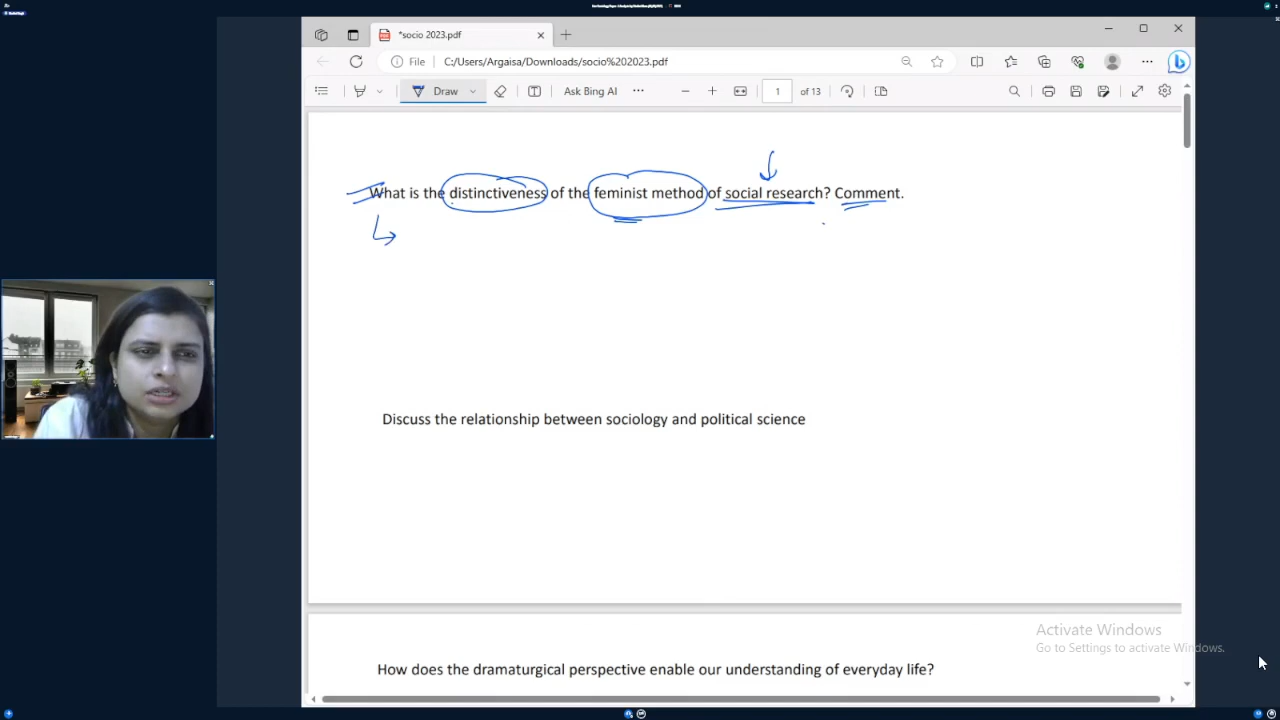 *socio 2023.pdf
File C:/Users/Argaisa/Downloads/socio%202023.pdf
Draw Ask Bing AI 1 of 13
What is the distinctiveness of the feminist method of social research? Comment.
Discuss the relationship between sociology and political science
Activate Windows
Go to Settings to activate Windows.
How does the dramaturgical perspective enable our understanding of everyday life?